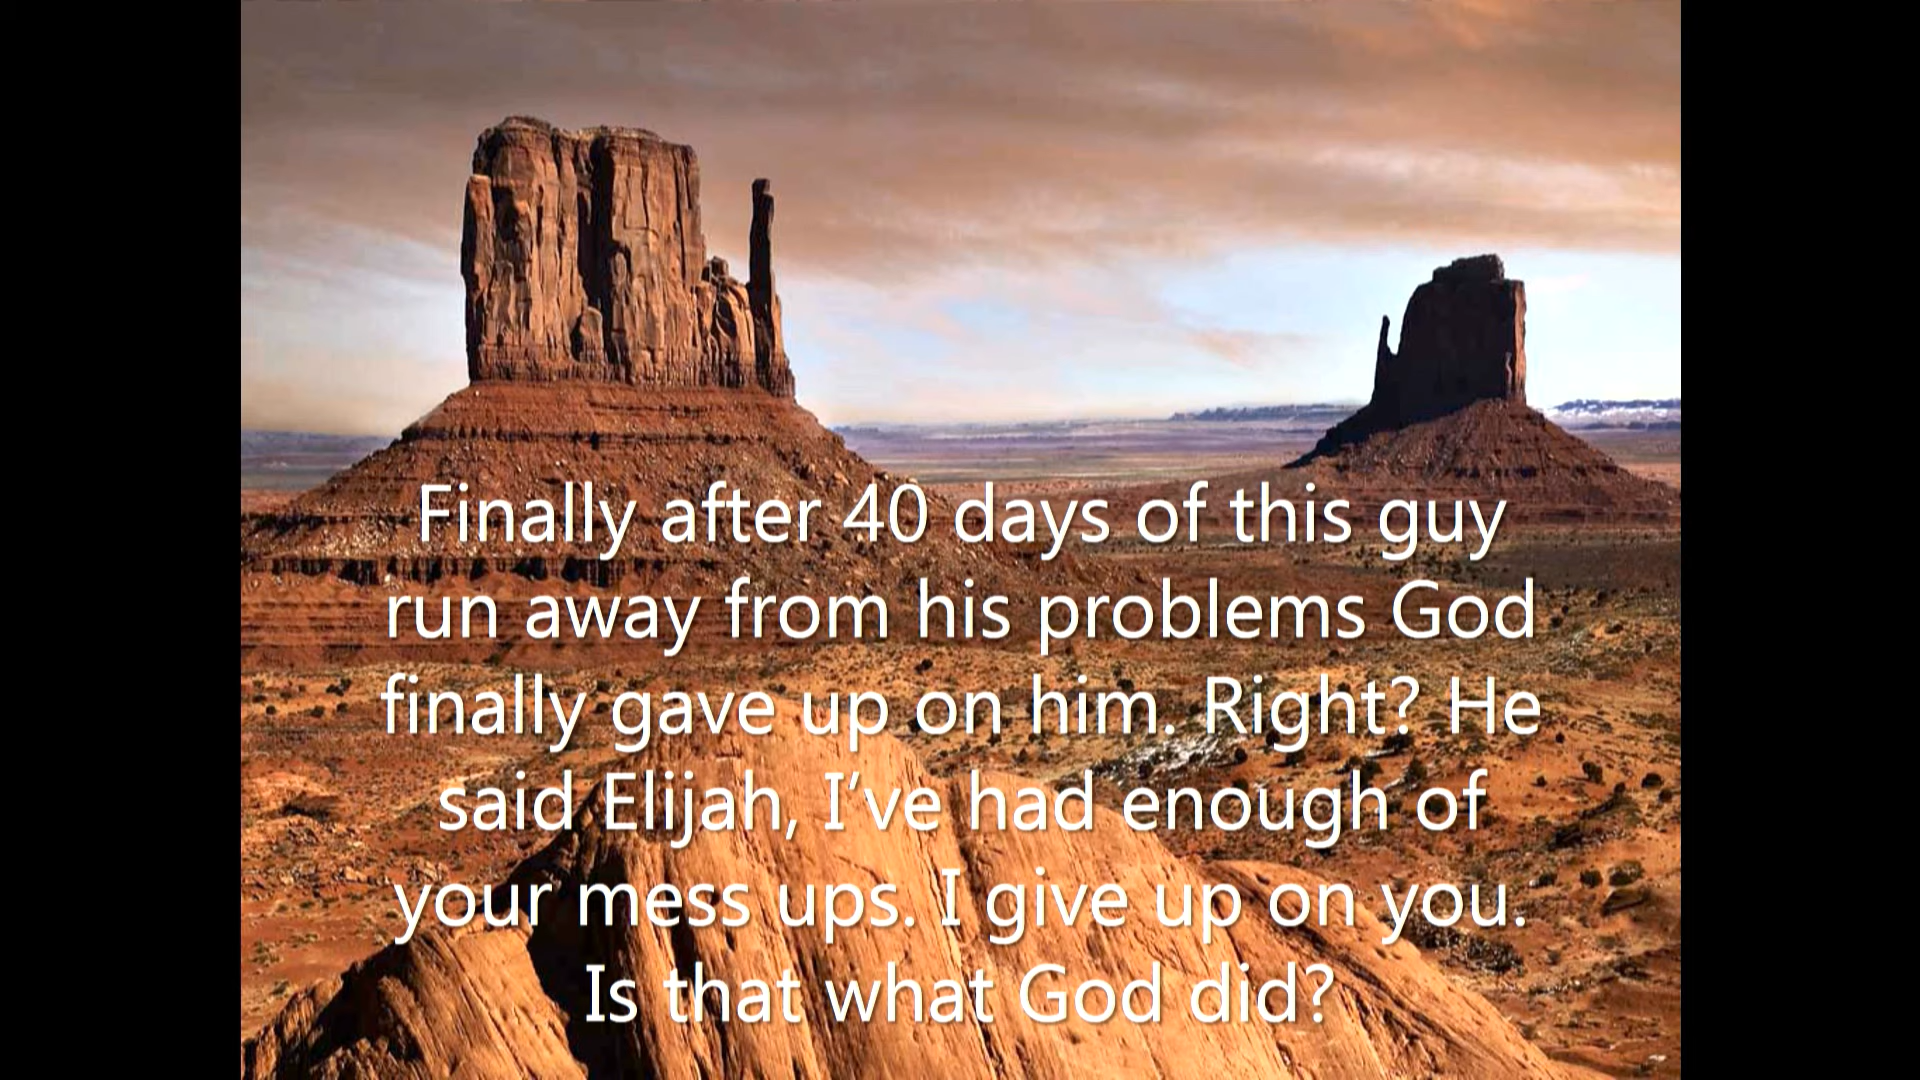 Finally after 40 days of this guy
run away from his problems God
finally gave up on him. Right? He
said Elijah, I’ve had enough of
your mess ups. I give up on you.
Is that what God did?